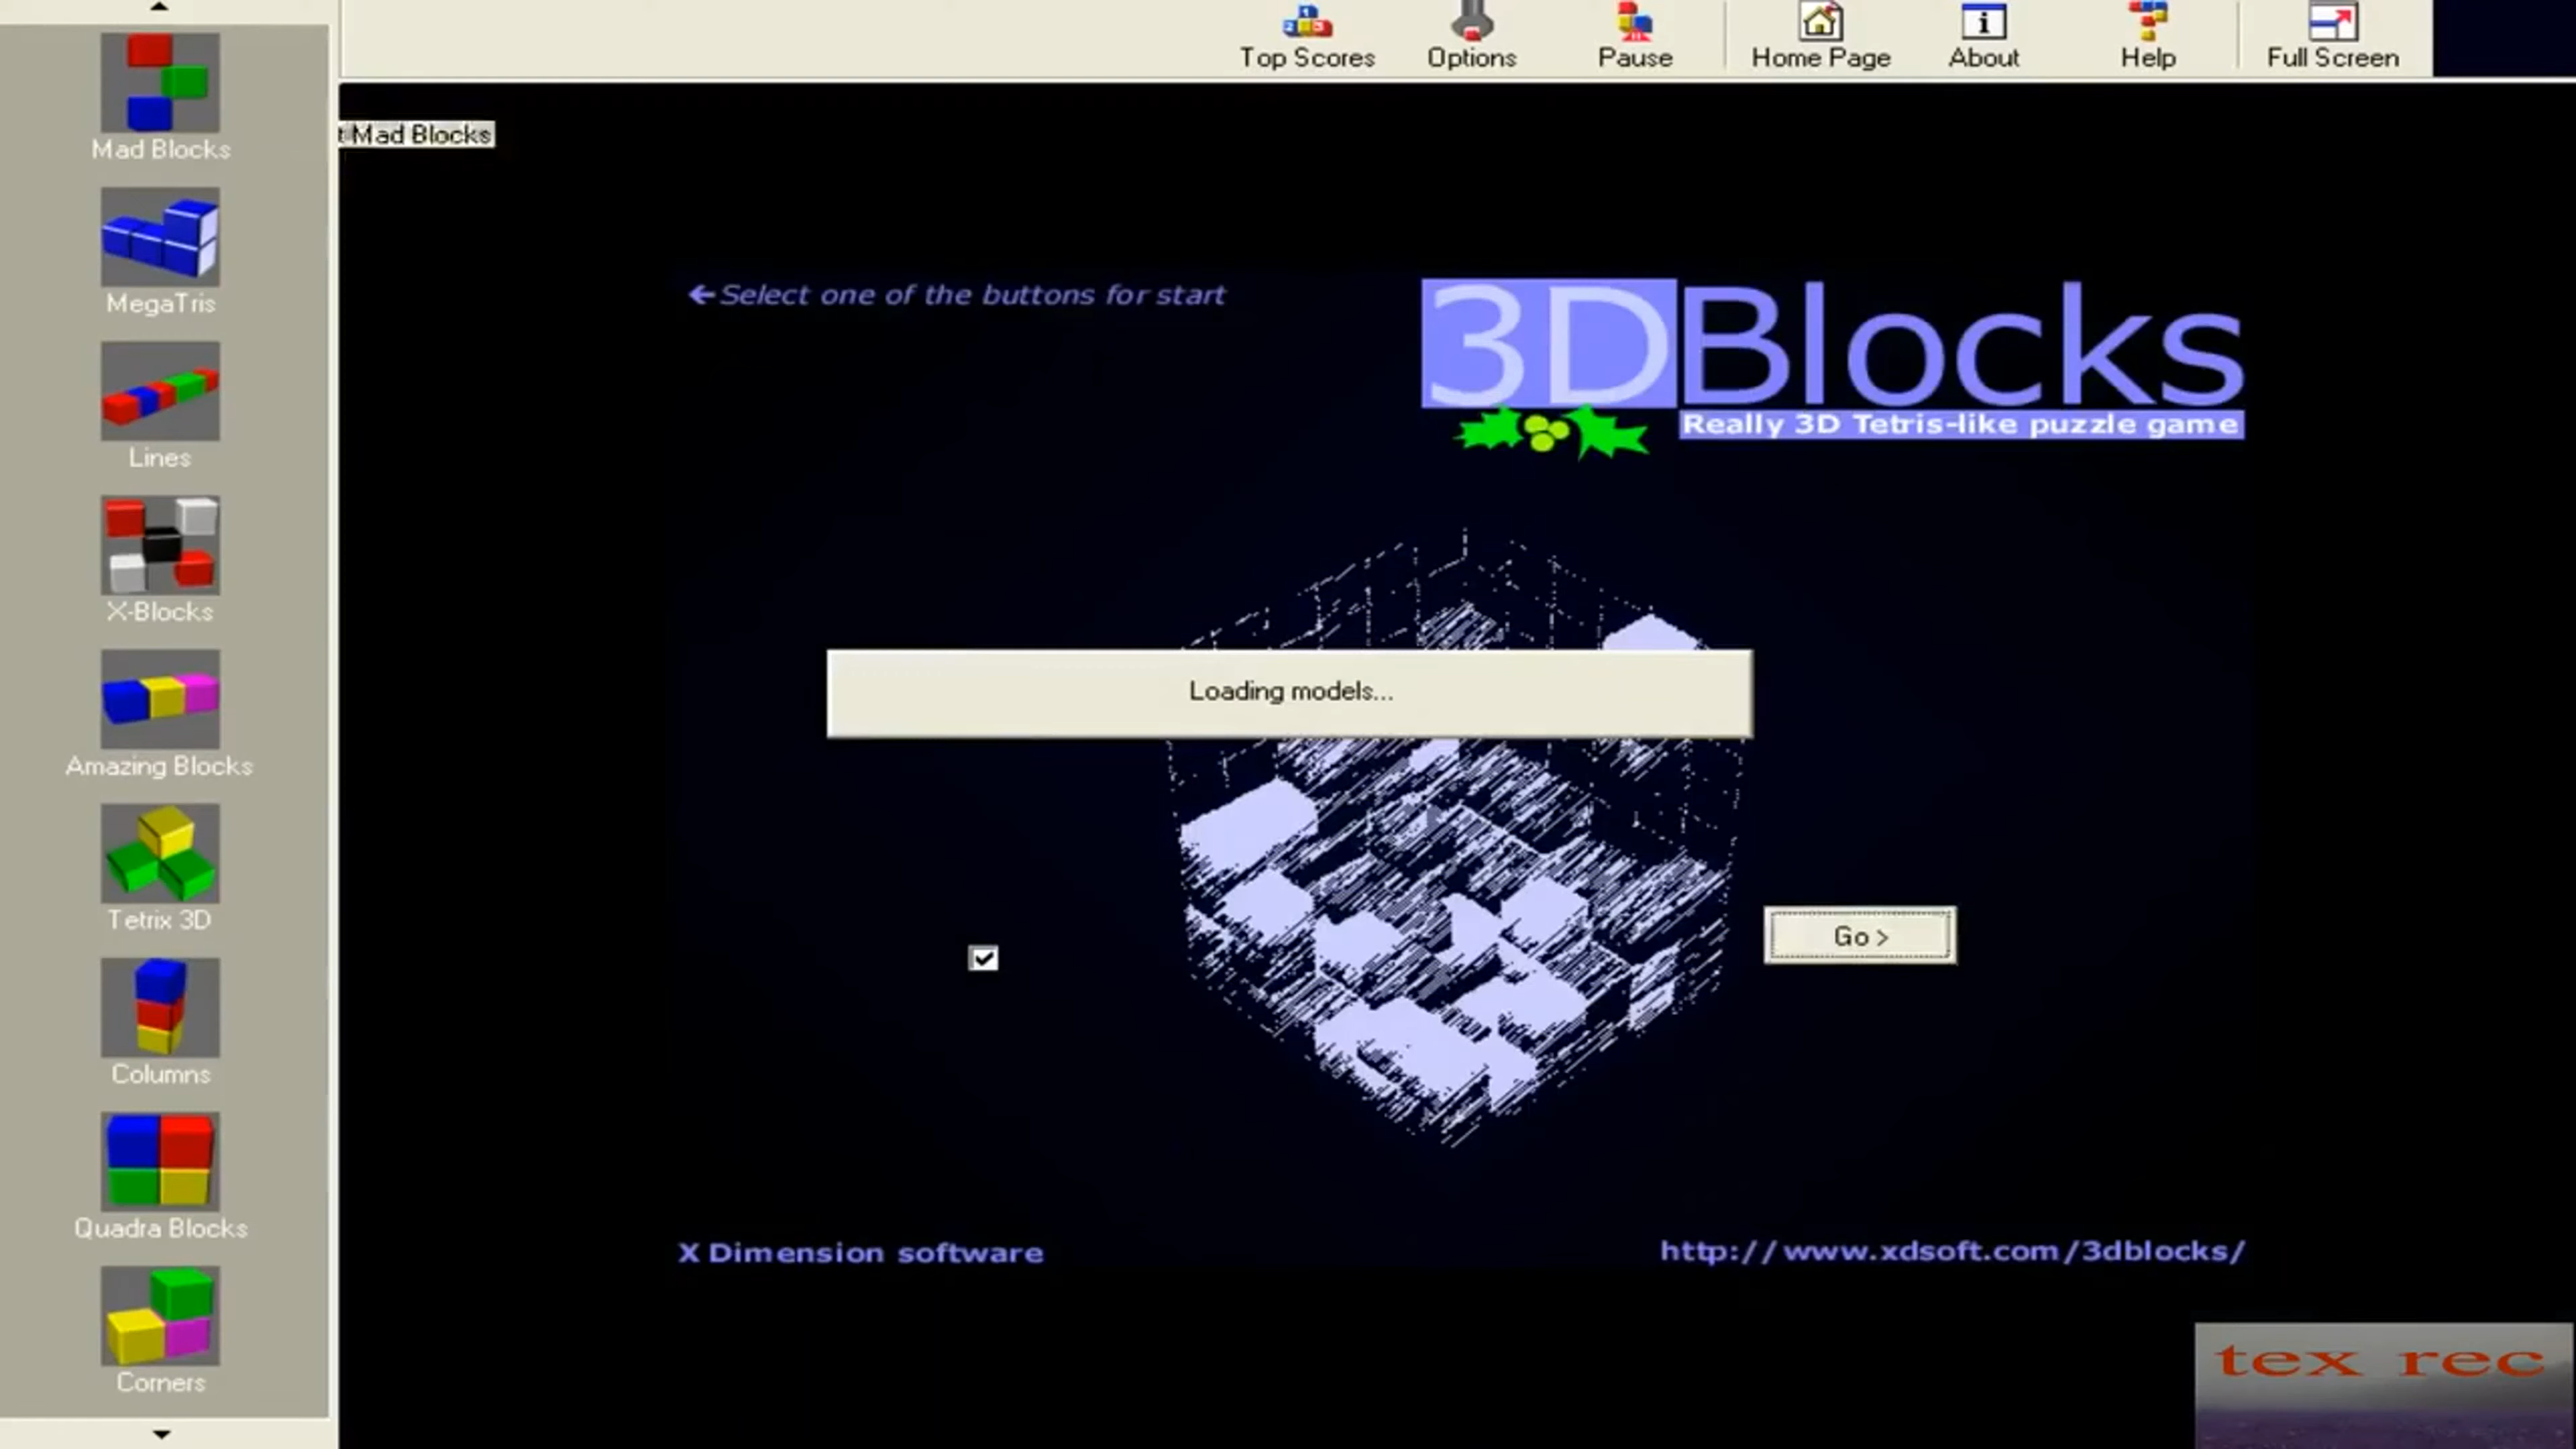 Top Scores
Options
Pause
Home Page
About
Help
Full Screen
Mad Blocks
MegaTris
Lines
X-Blocks
Amazing Blocks
Tetrix 3D
Columns
Quadra Blocks
Corners
Mad Blocks
Select one of the buttons for start
3DBlocks
Really 3D Tetris-like puzzle game
Loading models...
Go >
X Dimension software
http://www.xdsoft.com/3dblocks/
tex rec